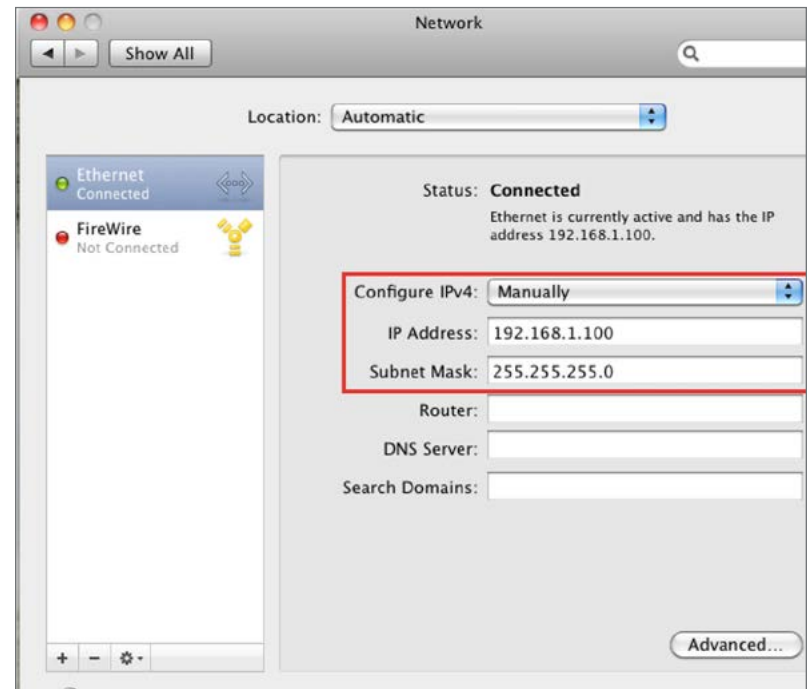 Network
Show All
Location: Automatic
Ethernet
Connected
FireWire
Not Connected
Status: Connected
Ethernet is currently active and has the IP
address 192.168.1.100.
Configure IPv4: Manually
IP Address: 192.168.1.100
Subnet Mask: 255.255.255.0
Router:
DNS Server:
Search Domains:
Advanced...